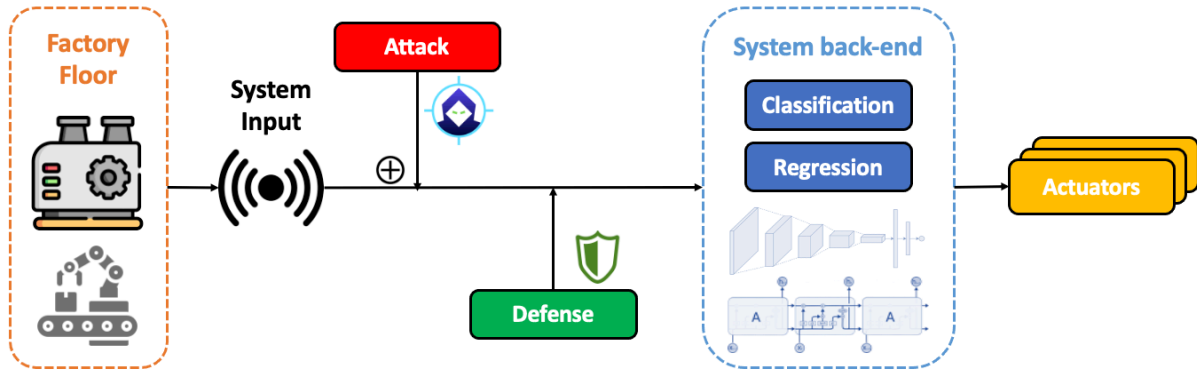 Factory
Floor
System
Input
Attack
Defense
System back-end
Classification
Regression
A
A
Actuators